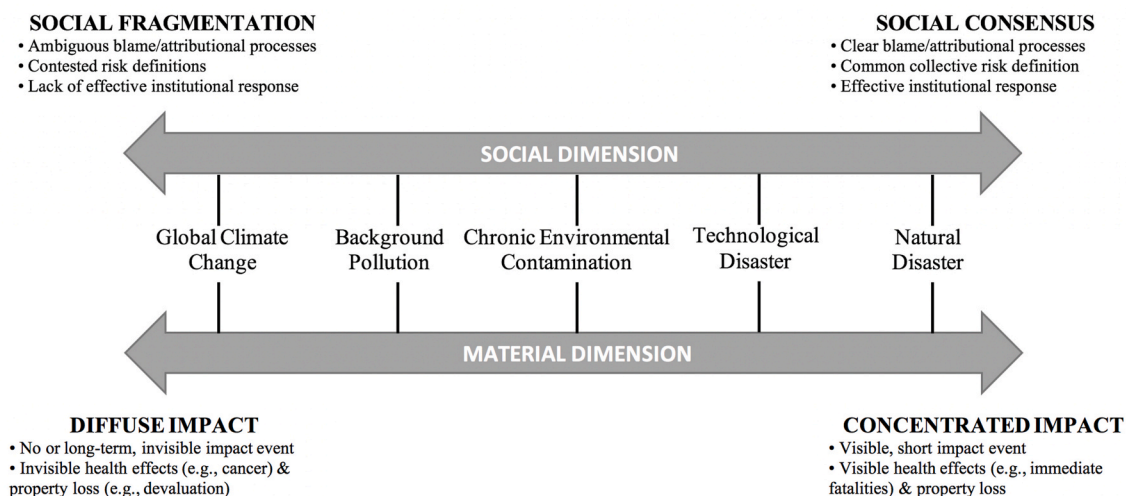 SOCIAL FRAGMENTATION
• Ambiguous blame/attributional processes
• Contested risk definitions
• Lack of effective institutional response
SOCIAL CONSENSUS
• Clear blame/attributional processes
• Common collective risk definition
• Effective institutional response
SOCIAL DIMENSION
Global Climate
Change
Background
Pollution
Chronic Environmental
Contamination
Technological
Disaster
Natural
Disaster
MATERIAL DIMENSION
DIFFUSE IMPACT
• No or long-term, invisible impact event
• Invisible health effects (e.g., cancer) &
property loss (e.g., devaluation)
CONCENTRATED IMPACT
• Visible, short impact event
• Visible health effects (e.g., immediate
fatalities) & property loss